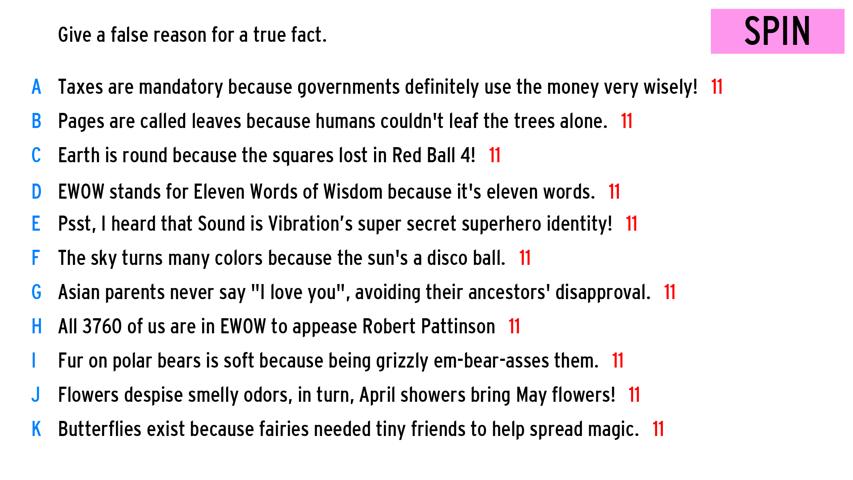 Give a false reason for a true fact.
SPIN
A Taxes are mandatory because governments definitely use the money very wisely! 11
B Pages are called leaves because humans couldn't leaf the trees alone. 11
C Earth is round because the squares lost in Red Ball 4! 11
D EWOW stands for Eleven Words of Wisdom because it's eleven words. 11
E Psst, I heard that Sound is Vibration’s super secret superhero identity! 11
F The sky turns many colors because the sun's a disco ball. 11
G Asian parents never say "I love you", avoiding their ancestors' disapproval. 11
H All 3760 of us are in EWOW to appease Robert Pattinson 11
I Fur on polar bears is soft because being grizzly em-bear-asses them. 11
J Flowers despise smelly odors, in turn, April showers bring May flowers! 11
K Butterflies exist because fairies needed tiny friends to help spread magic. 11